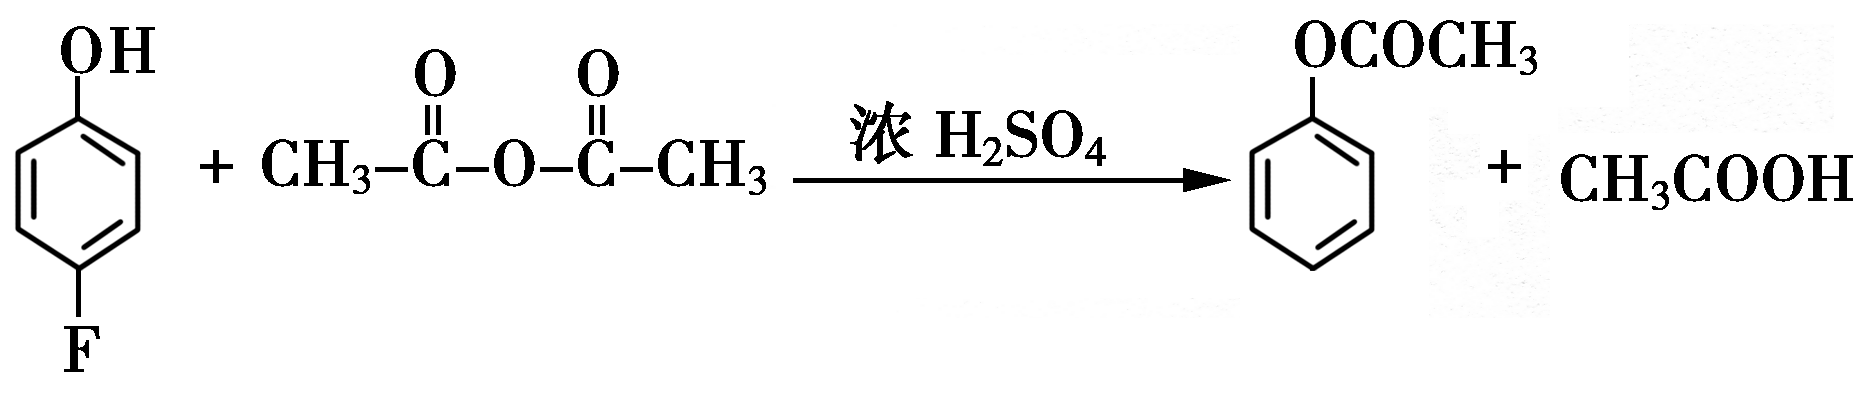 OH
F
+
CH₃–C–O–C–CH₃
O O
浓 H₂SO₄
OCOCH₃
+
CH₃COOH